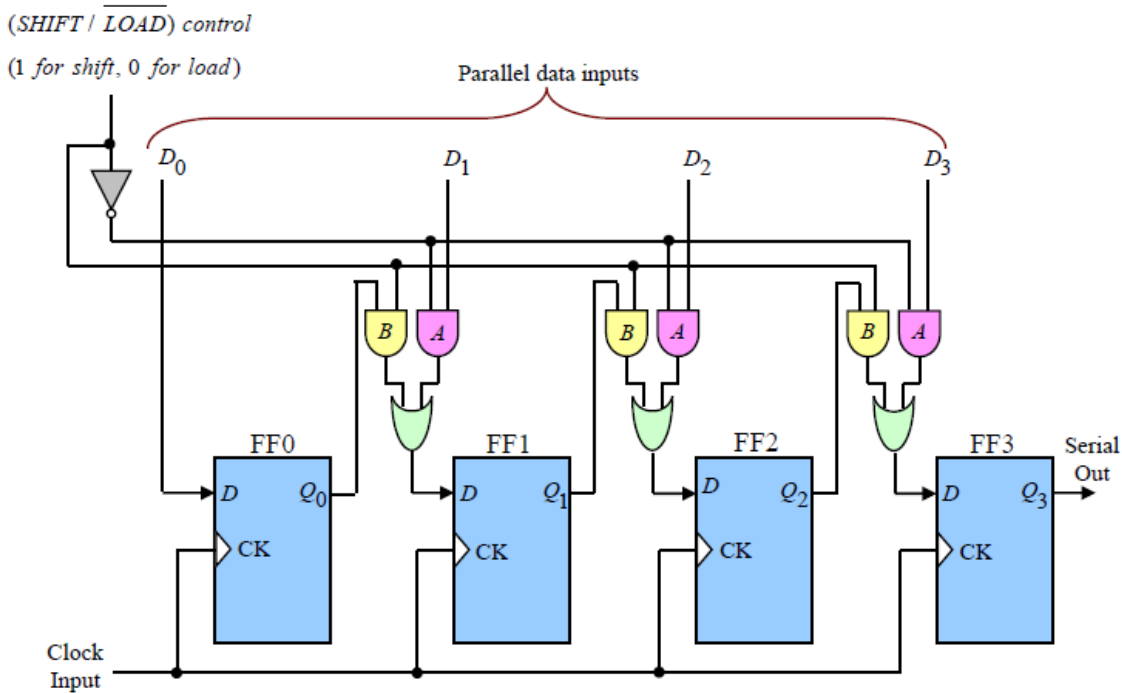 (SHIFT / \overline{LOAD}) control
(1 for shift, 0 for load)
Parallel data inputs
D0 D1 D2 D3
B A B A B A
FF0 FF1 FF2 FF3
Serial
Out
D Q0 D Q1 D Q2 D Q3
CK CK CK CK
Clock
Input